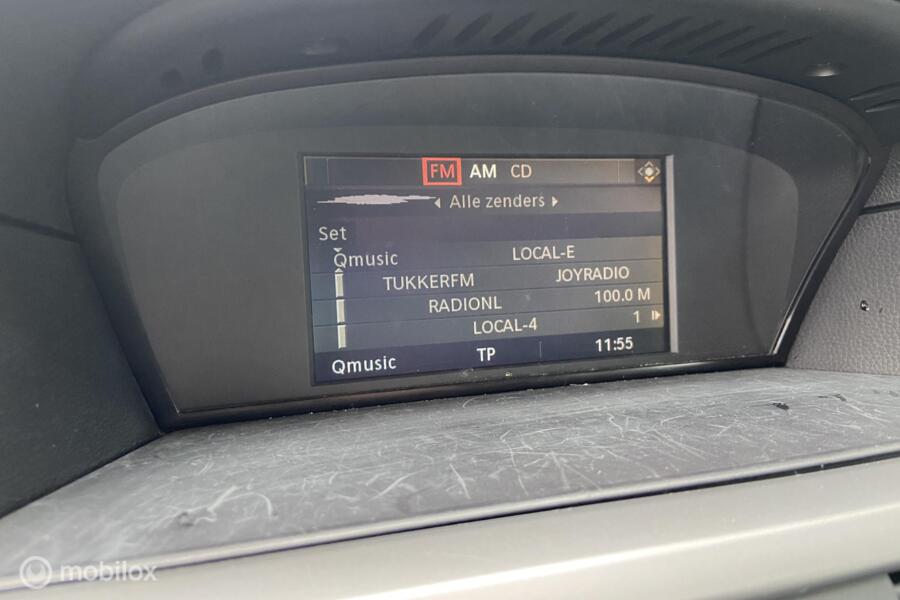 FM AM CD
Alle zenders
Set
Qmusic LOCAL-E
TUKKERFM JOYRADIO
RADIONL 100.0 M
LOCAL-4 1
Qmusic TP 11:55
mobilox